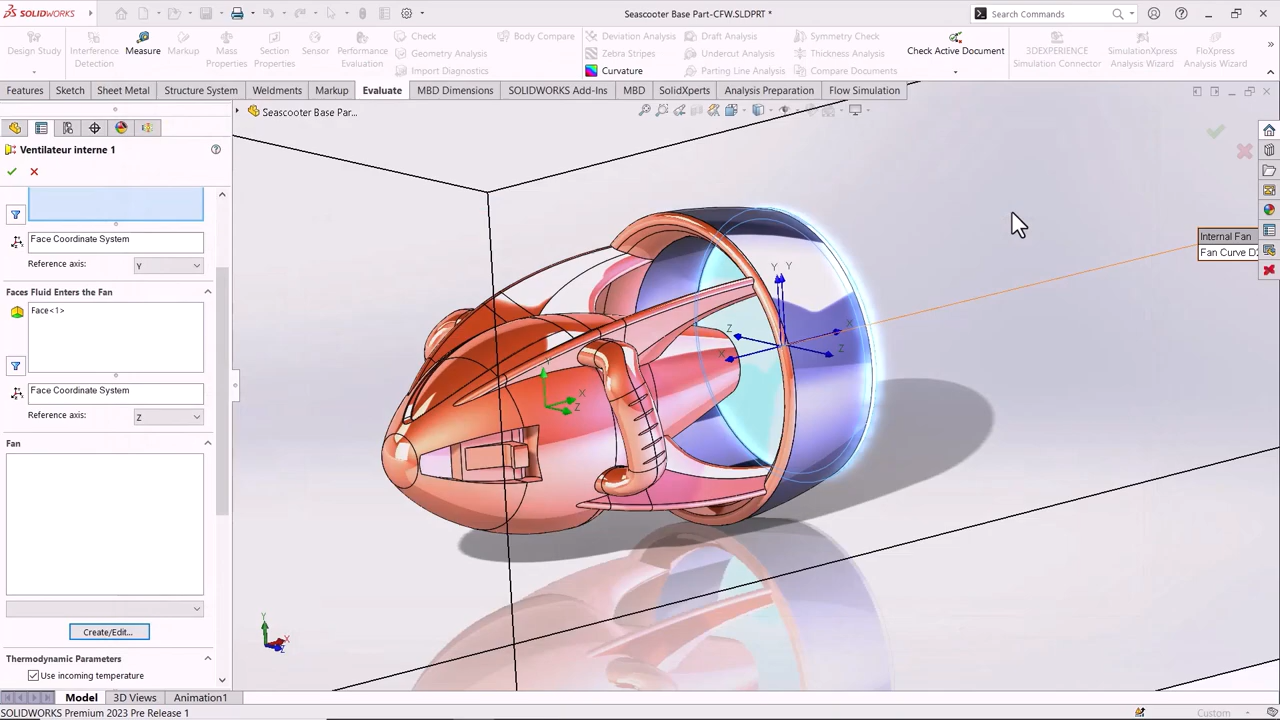 SOLIDWORKS
Seascooter Base Part-CFW.SLDPRT *
Search Commands
Design Study
Interference Detection
Measure
Markup
Mass Properties
Section Properties
Sensor
Performance Evaluation
Check
Geometry Analysis
Import Diagnostics
Body Compare
Deviation Analysis
Zebra Stripes
Curvature
Draft Analysis
Undercut Analysis
Parting Line Analysis
Symmetry Check
Thickness Analysis
Compare Documents
Check Active Document
3DEXPERIENCE Simulation Connector
SimulationXpress Analysis Wizard
FloXpress Analysis Wizard
Features
Sketch
Sheet Metal
Structure System
Weldments
Markup
Evaluate
MBD Dimensions
SOLIDWORKS Add-Ins
MBD
SolidXperts
Analysis Preparation
Flow Simulation
Seascooter Base Par...
Ventilateur interne 1
Face Coordinate System
Reference axis: Y
Faces Fluid Enters the Fan
Face<1>
Face Coordinate System
Reference axis: Z
Fan
Create/Edit...
Thermodynamic Parameters
Use incoming temperature
Internal Fan
Fan Curve
Y Y
X
Z
Z
X
X
Z
Y
X
Z
Model
3D Views
Animation1
SOLIDWORKS Premium 2023 Pre Release 1
Custom